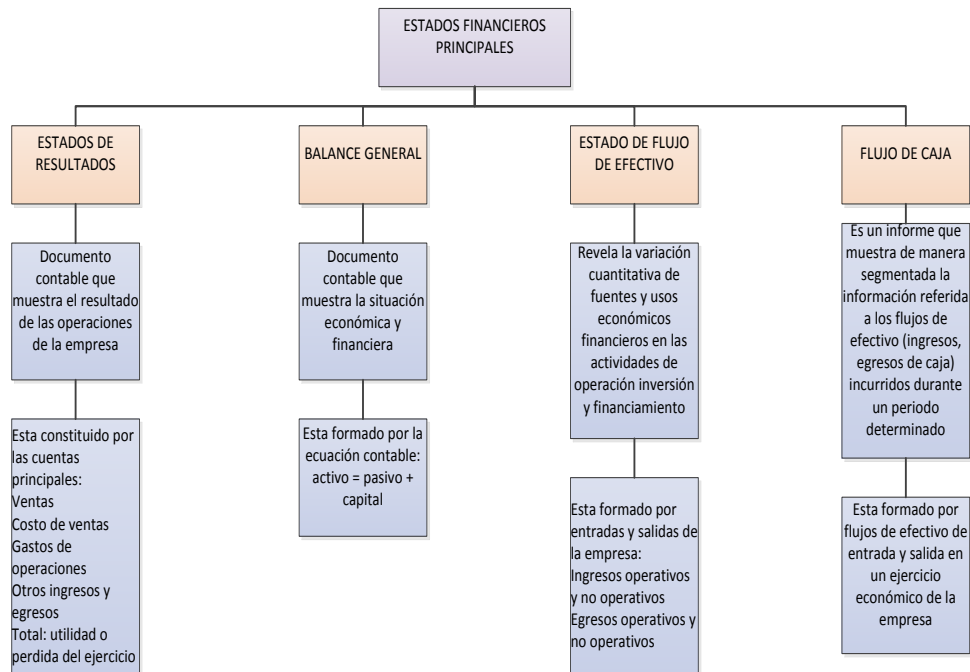 ESTADOS FINANCIEROS
PRINCIPALES
ESTADOS DE
RESULTADOS
BALANCE GENERAL
ESTADO DE FLUJO
DE EFECTIVO
FLUJO DE CAJA
Documento
contable que
muestra el resultado
de las operaciones
de la empresa
Documento
contable que
muestra la situación
económica y
financiera
Revela la variación
cuantitativa de
fuentes y usos
económicos
financieros en las
actividades de
operación inversión
y financiamiento
Es un informe que
muestra de manera
segmentada la
información referida
a los flujos de
efectivo (ingresos,
egresos de caja)
incurridos durante
un periodo
determinado
Esta constituido por
las cuentas
principales:
Ventas
Costo de ventas
Gastos de
operaciones
Otros ingresos y
egresos
Total: utilidad o
perdida del ejercicio
Esta formado por la
ecuación contable:
activo = pasivo +
capital
Esta formado por
entradas y salidas de
la empresa:
Ingresos operativos
y no operativos
Egresos operativos y
no operativos
Esta formado por
flujos de efectivo de
entrada y salida en
un ejercicio
económico de la
empresa